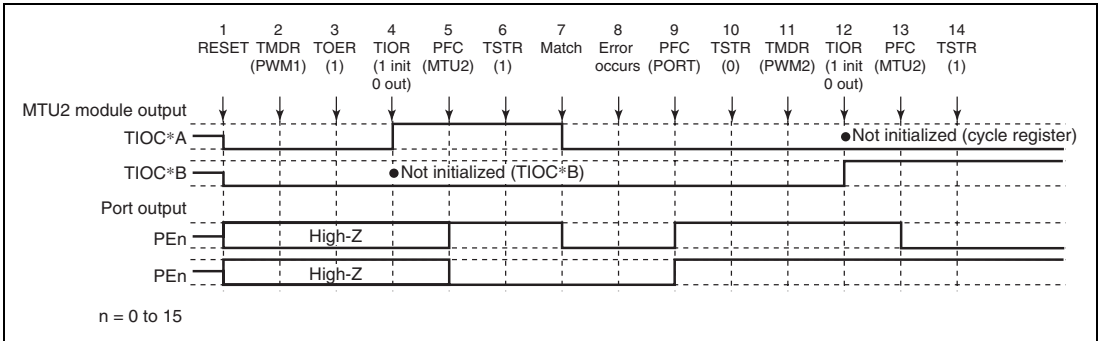 1 2 3 4 5 6 7 8 9 10 11 12 13 14
RESET TMDR TOER TIOR PFC TSTR Match Error PFC TSTR TMDR TIOR PFC TSTR
(PWM1) (1) (1 init (MTU2) (1) occurs (PORT) (0) (PWM2) (1 init (MTU2) (1)
0 out) 0 out)
MTU2 module output
TIOC*A ●Not initialized (cycle register)
TIOC*B ●Not initialized (TIOC*B)
Port output
PEn High-Z
PEn High-Z
n = 0 to 15